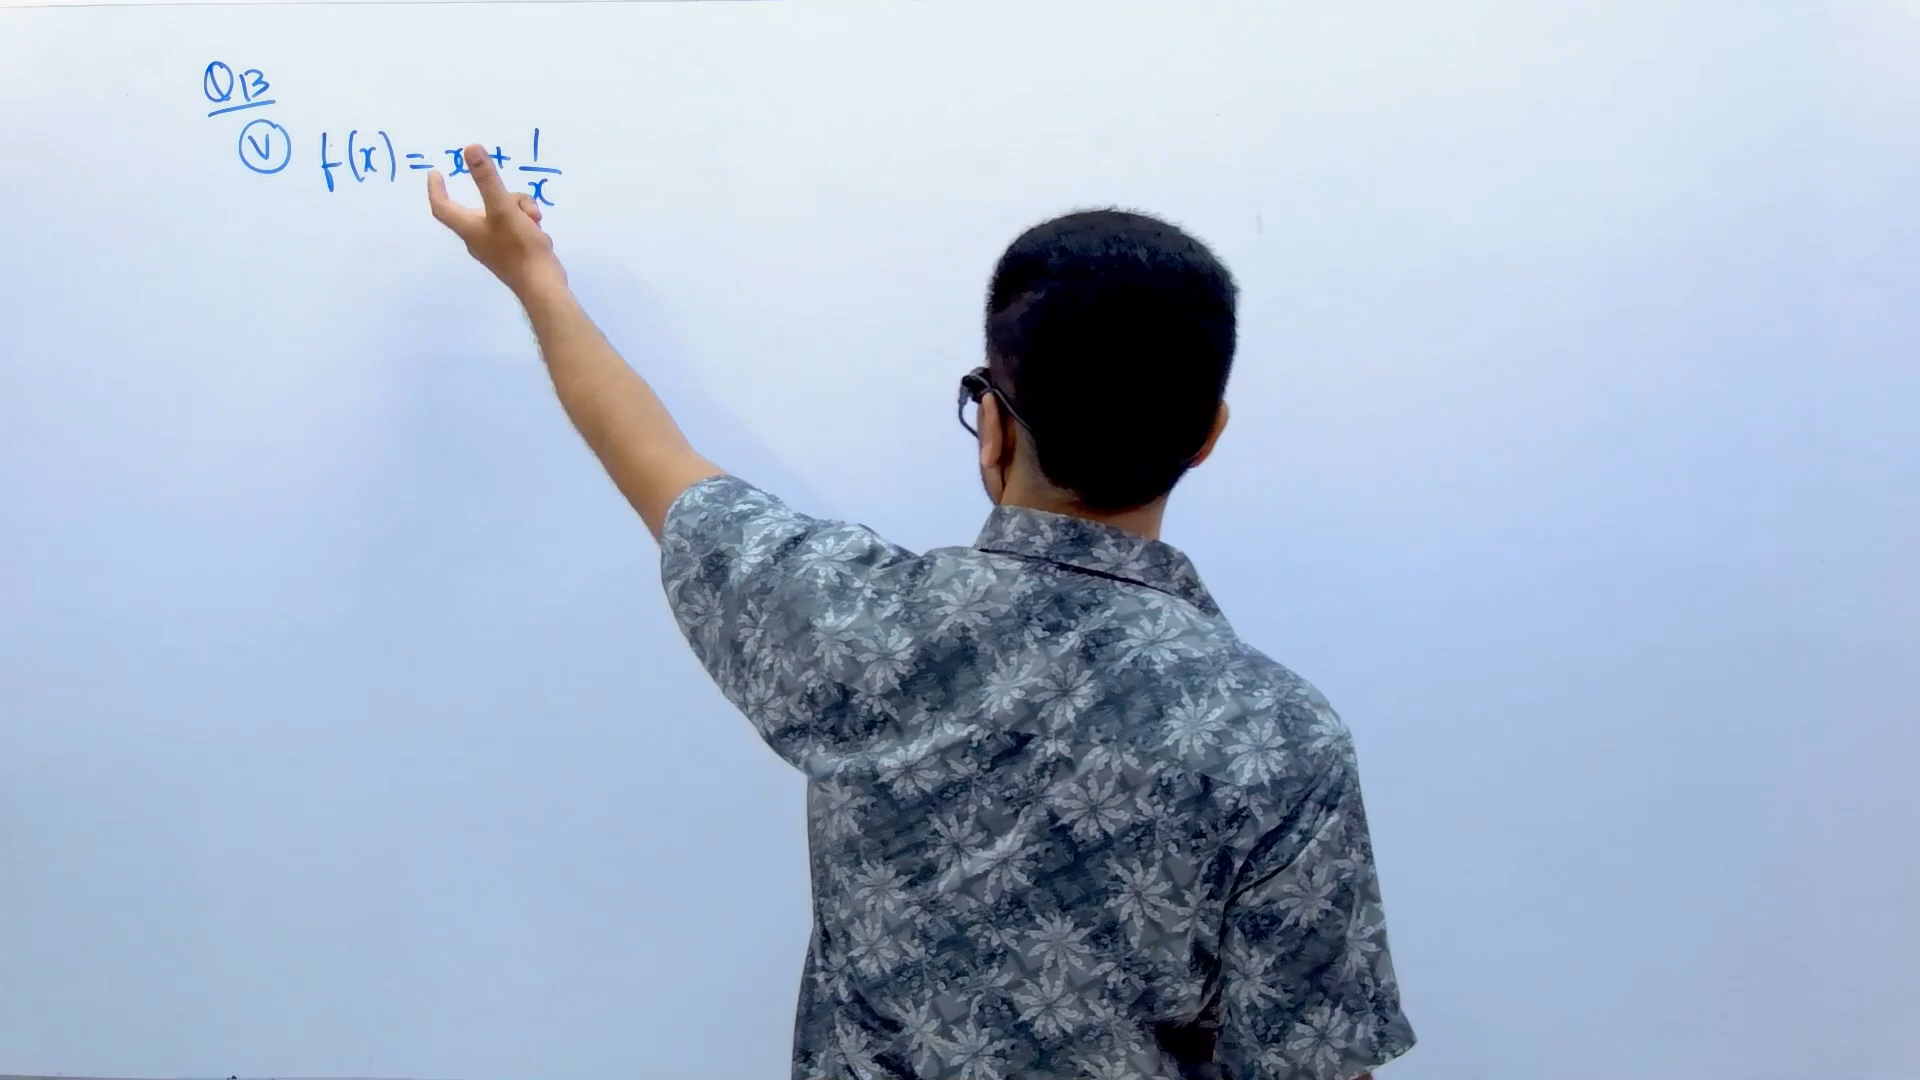 Q13
(v) f(x) = x + 1/x